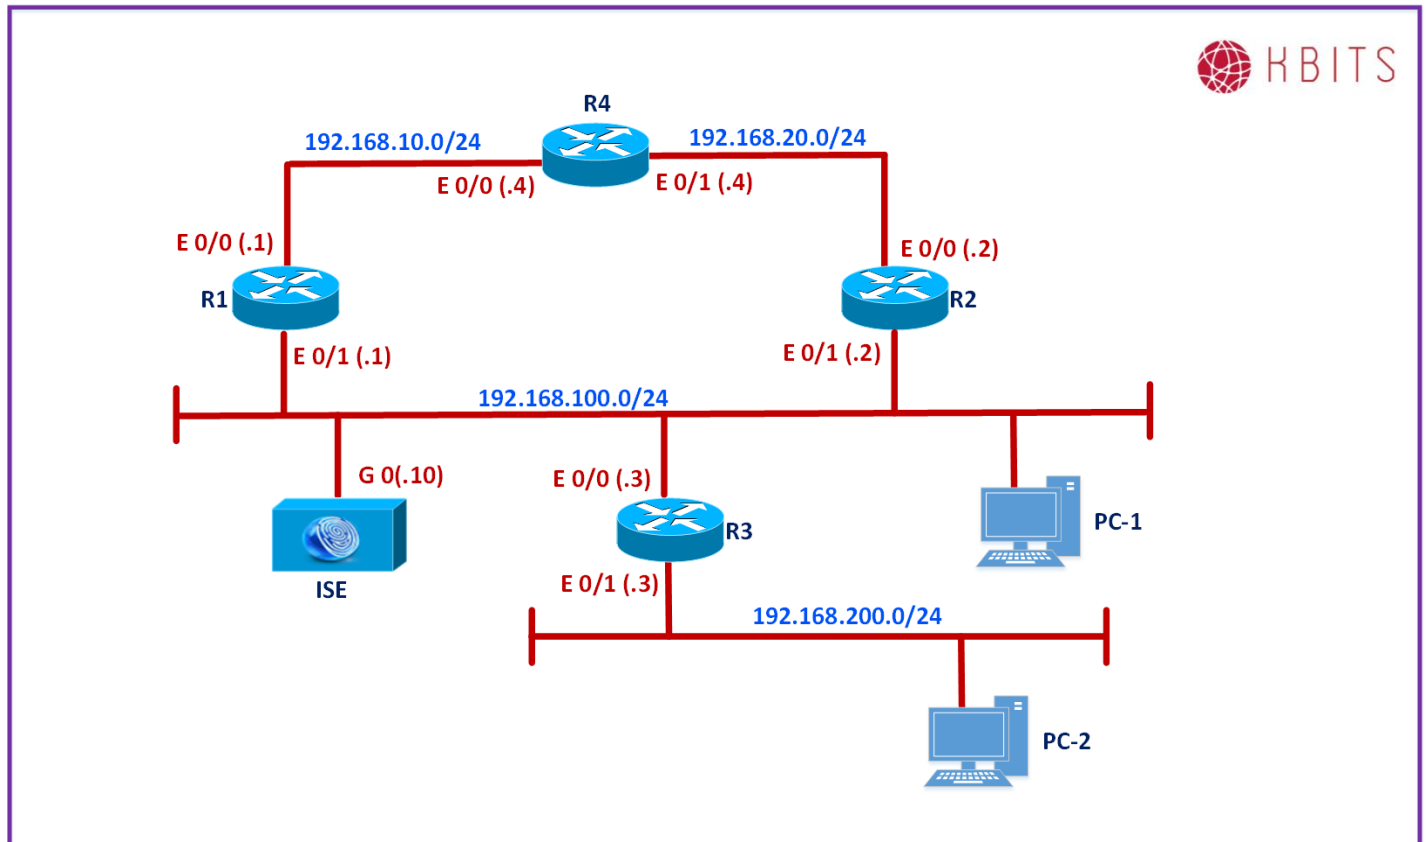 HBITS
R4
192.168.10.0/24
192.168.20.0/24
E 0/0 (.4)
E 0/1 (.4)
E 0/0 (.1)
E 0/0 (.2)
R1
R2
E 0/1 (.1)
E 0/1 (.2)
192.168.100.0/24
G 0(.10)
E 0/0 (.3)
R3
PC-1
ISE
E 0/1 (.3)
192.168.200.0/24
PC-2